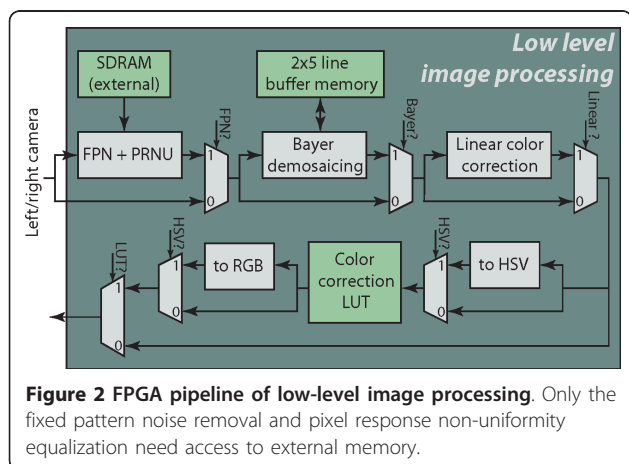 Low level
image processing
SDRAM
(external)
2x5 line
buffer memory
Left/right camera
FPN + PRNU
FPN?
1
0
Bayer
demosaicing
Bayer?
1
0
Linear color
correction
Linear ?
1
0
LUT?
1
0
HSV?
1
0
to RGB
Color
correction
LUT
HSV?
1
0
to HSV
Figure 2 FPGA pipeline of low-level image processing. Only the
fixed pattern noise removal and pixel response non-uniformity
equalization need access to external memory.